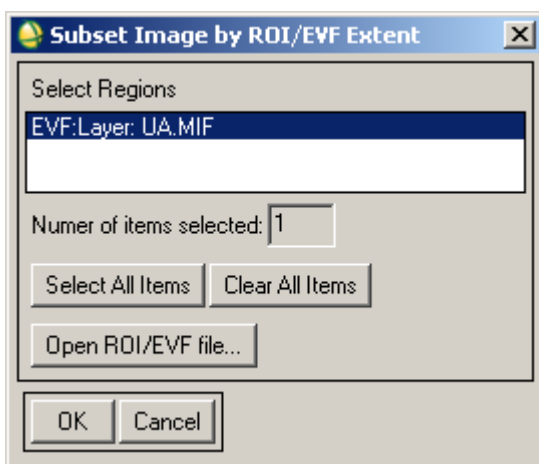 Subset Image by ROI/EVF Extent
Select Regions
EVF:Layer: UA.MIF
Numer of items selected: 1
Select All Items Clear All Items
Open ROI/EVF file...
OK Cancel